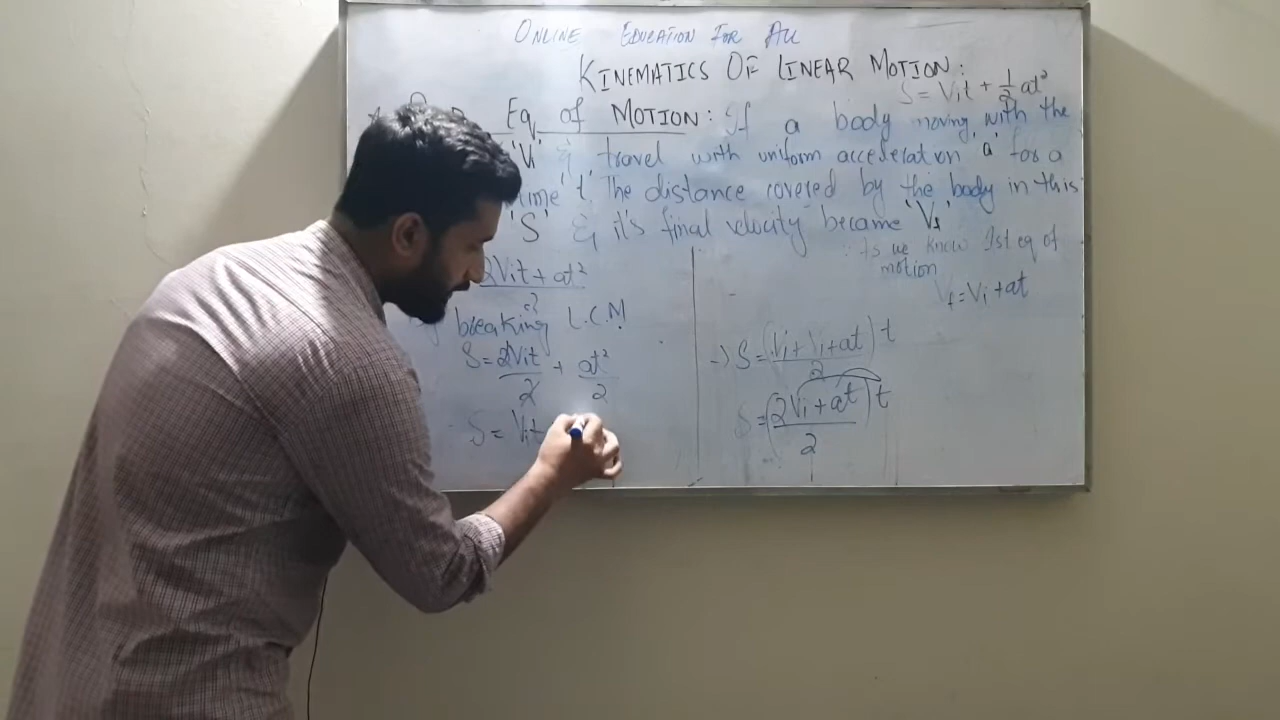 ONLINE EDUCATION FOR ALL
KINEMATICS OF LINEAR MOTION:
S = Vit + 1/2 at²
Eq of MOTION: If a body moving with the
'Vi' & travel with uniform acceleration 'a' for a
time 't'. The distance covered by the body in this
'S' & it's final velocity became 'Vf'
∵ As we know 1st eq of
motion
Vf = Vi + at
2Vit + at²
2
breaking L.C.M
S = 2Vit/2 + at²/2
S = Vit
→ S = (Vi + Vi + at / 2) t
S = (2Vi + at / 2) t